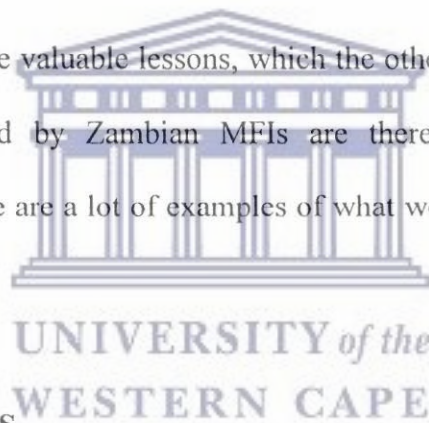 e valuable lessons, which the othe
d by Zambian MFIs are there
e are a lot of examples of what w
UNIVERSITY of the
WESTERN CAPE
s